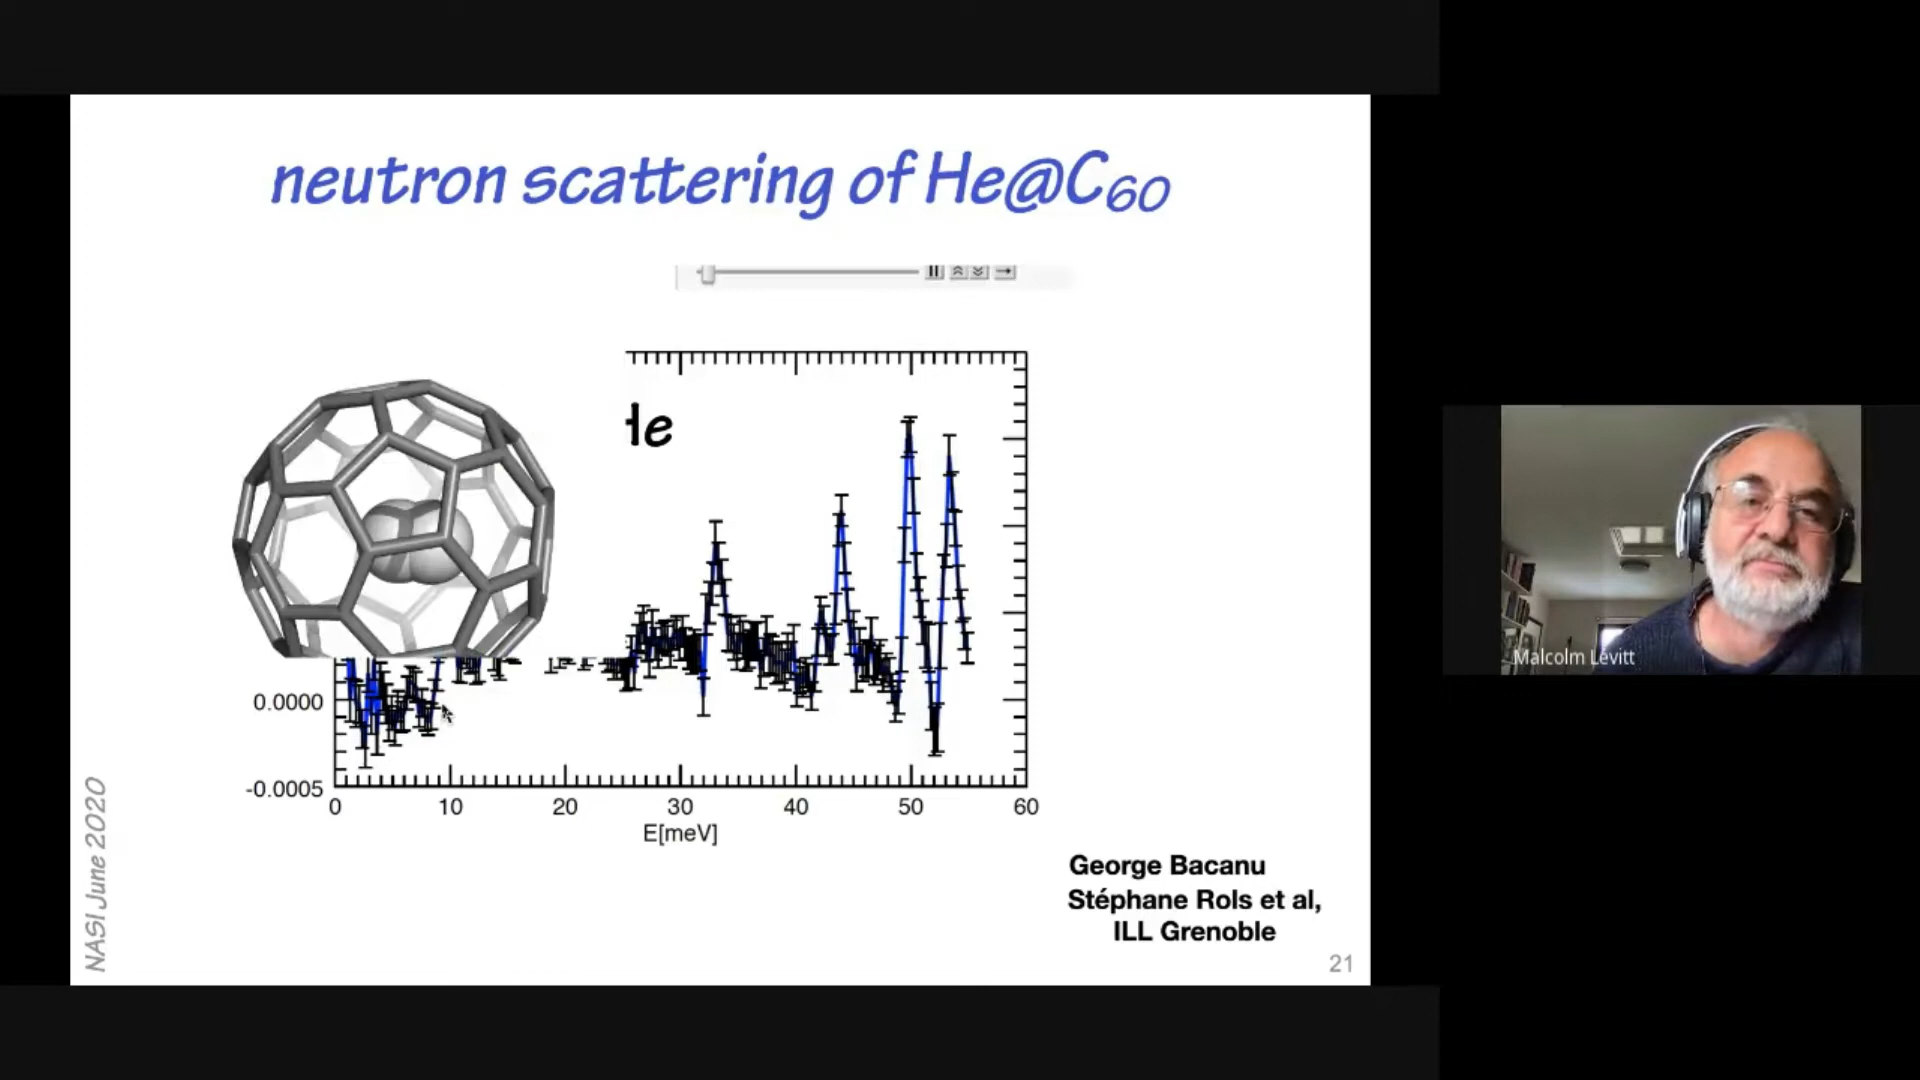 neutron scattering of He@C60
He
0.0000
-0.0005
0 10 20 30 40 50 60
E[meV]
George Bacanu
Stéphane Rols et al,
ILL Grenoble
21
NASI June 2020
Malcolm Levitt